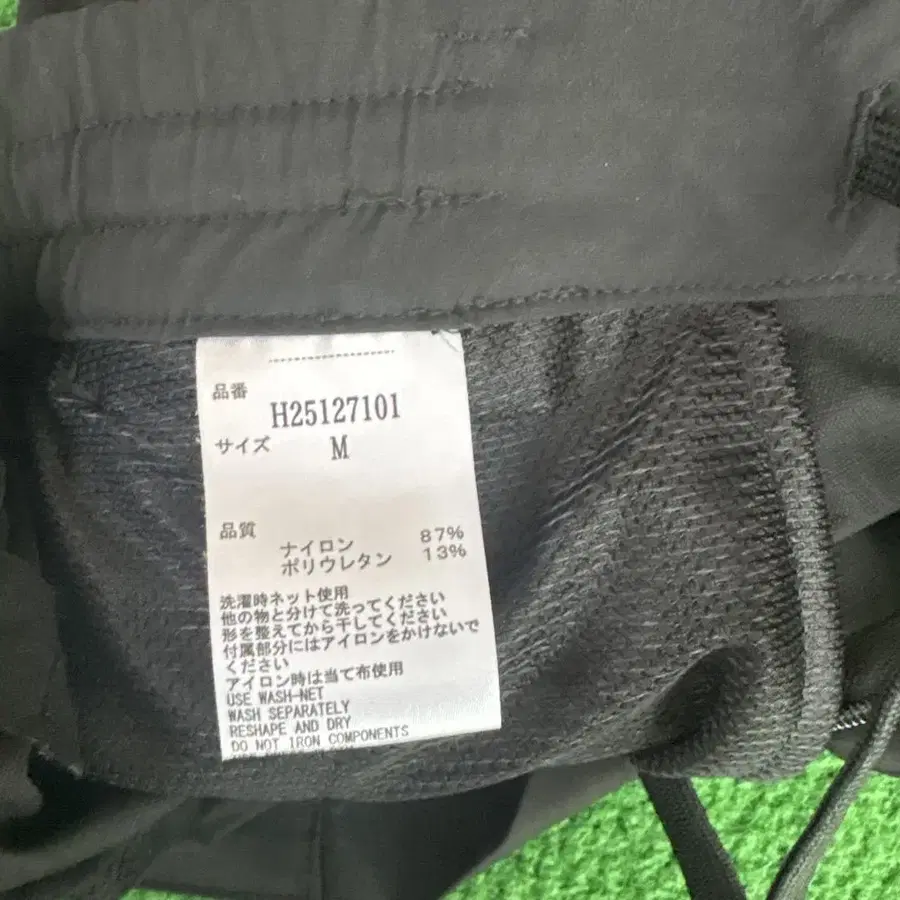 品番
H25127101
サイズ M
品質
ナイロン 87%
ポリウレタン 13%
洗濯時ネット使用
他の物と分けて洗ってください
形を整えてから干してください
付属部分にはアイロンをかけないで
ください
アイロン時は当て布使用
USE WASH-NET
WASH SEPARATELY
RESHAPE AND DRY
DO NOT IRON COMPONENTS